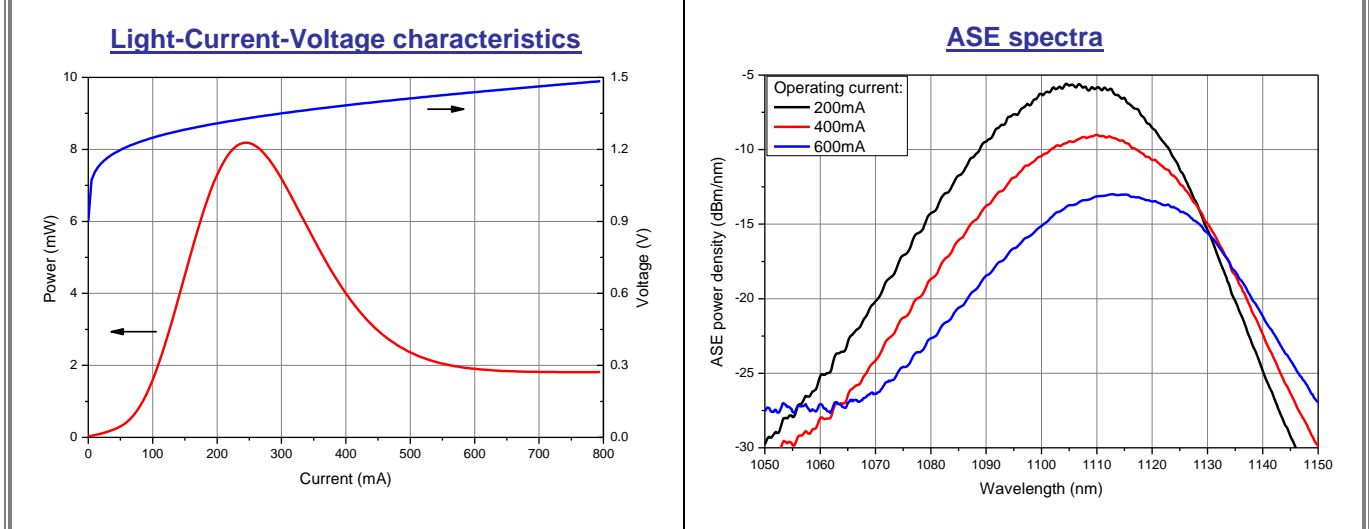 Light-Current-Voltage characteristics
10
8
6
4
2
0
Power (mW)
1.5
1.2
0.9
0.6
0.3
0.0
Voltage (V)
0 100 200 300 400 500 600 700 800
Current (mA)
ASE spectra
Operating current:
200mA
400mA
600mA
-5
-10
-15
-20
-25
-30
ASE power density (dBm/nm)
1050 1060 1070 1080 1090 1100 1110 1120 1130 1140 1150
Wavelength (nm)